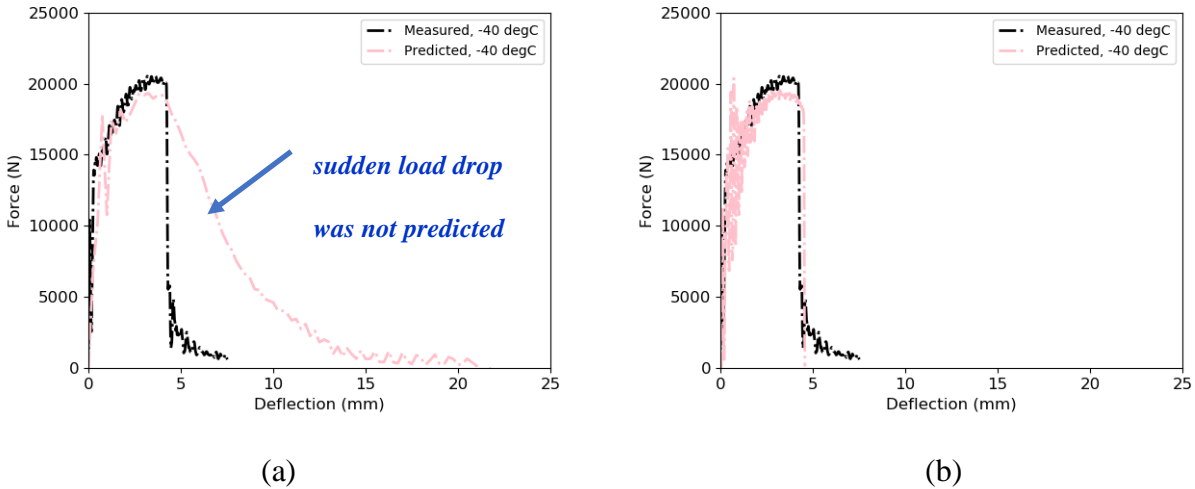 25000
20000
15000
10000
5000
0
Force (N)
0 5 10 15 20 25
Deflection (mm)
Measured, -40 degC
Predicted, -40 degC
sudden load drop
was not predicted
(a)
25000
20000
15000
10000
5000
0
Force (N)
0 5 10 15 20 25
Deflection (mm)
Measured, -40 degC
Predicted, -40 degC
(b)